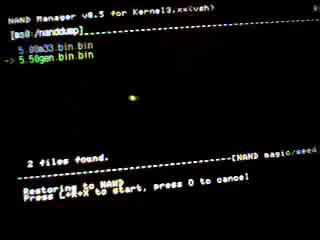 NAND Manager v0.5 for Kernel3.xx(vsh)
[ms0:/nanddump]
5.00m33.bin.bin
-> 5.50gen.bin.bin
2 files found.
[NAND magic/seed
Restoring to NAND
Press L+R+X to start, press O to cancel